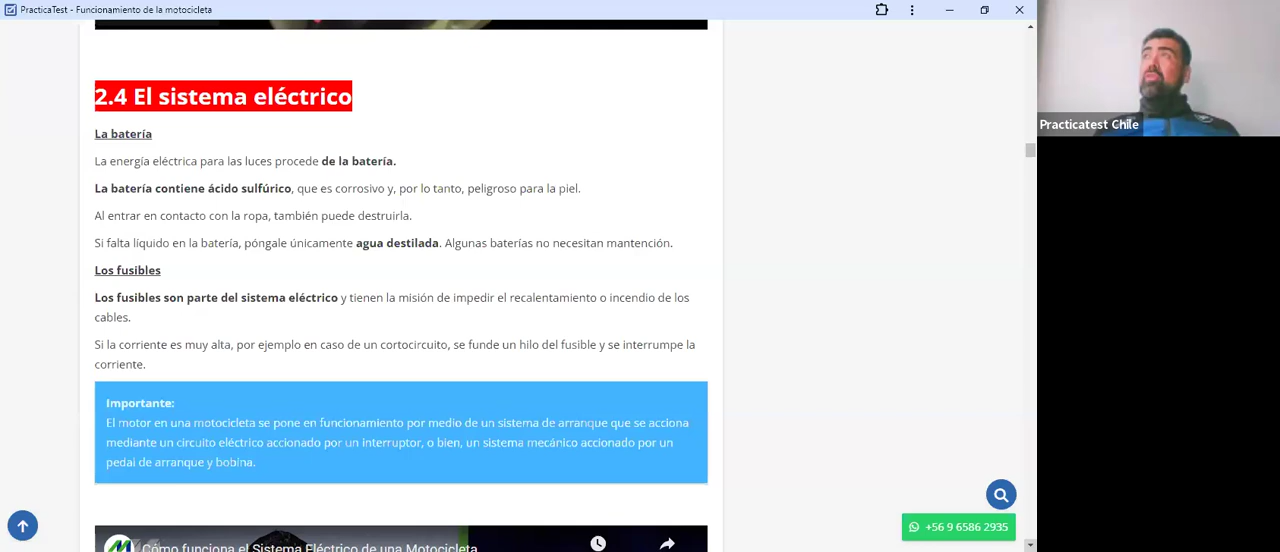 PracticaTest - Funcionamiento de la motocicleta
Practicatest Chile
2.4 El sistema eléctrico
La batería
La energía eléctrica para las luces procede de la batería.
La batería contiene ácido sulfúrico, que es corrosivo y, por lo tanto, peligroso para la piel.
Al entrar en contacto con la ropa, también puede destruirla.
Si falta líquido en la batería, póngale únicamente agua destilada. Algunas baterías no necesitan mantención.
Los fusibles
Los fusibles son parte del sistema eléctrico y tienen la misión de impedir el recalentamiento o incendio de los
cables.
Si la corriente es muy alta, por ejemplo en caso de un cortocircuito, se funde un hilo del fusible y se interrumpe la
corriente.
Importante:
El motor en una motocicleta se pone en funcionamiento por medio de un sistema de arranque que se acciona
mediante un circuito eléctrico accionado por un interruptor, o bien, un sistema mecánico accionado por un
pedal de arranque y bobina.
+56 9 6586 2935
Cómo funciona el Sistema Eléctrico de una Motocicleta